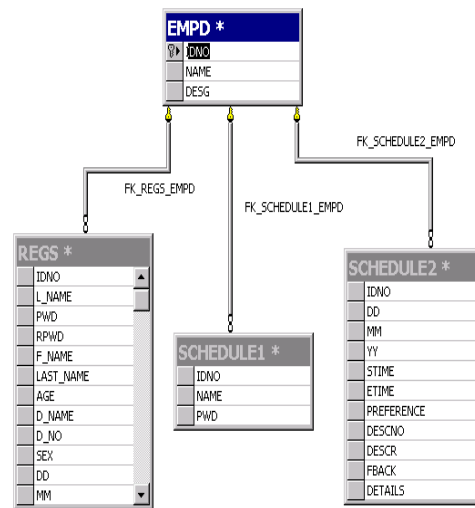 EMPD *
IDNO
NAME
DESG
FK_REGS_EMPD
FK_SCHEDULE1_EMPD
FK_SCHEDULE2_EMPD
REGS *
IDNO
L_NAME
PWD
RPWD
F_NAME
LAST_NAME
AGE
D_NAME
D_NO
SEX
DD
MM
SCHEDULE1 *
IDNO
NAME
PWD
SCHEDULE2 *
IDNO
DD
MM
YY
STIME
ETIME
PREFERENCE
DESCNO
DESCR
FBACK
DETAILS